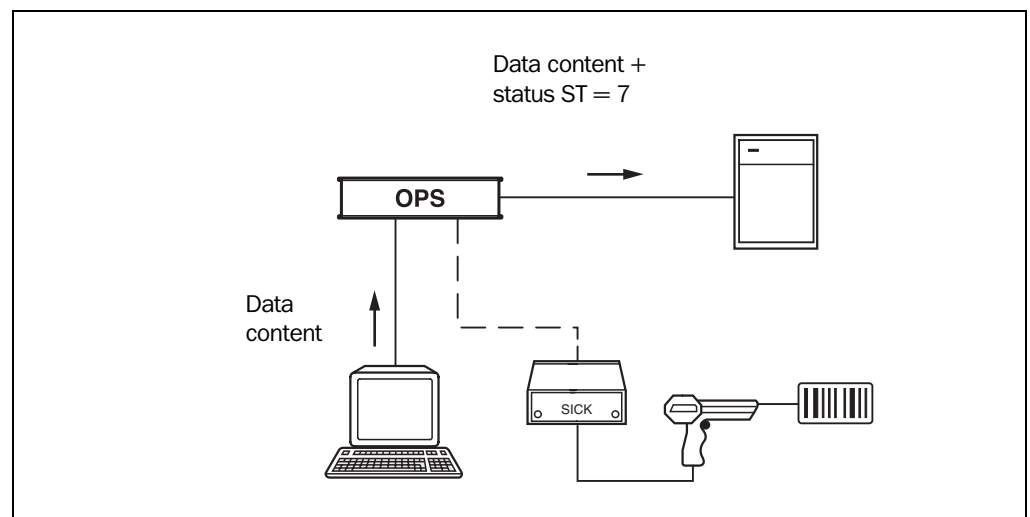 Data content +
status ST = 7
OPS
Data
content
SICK